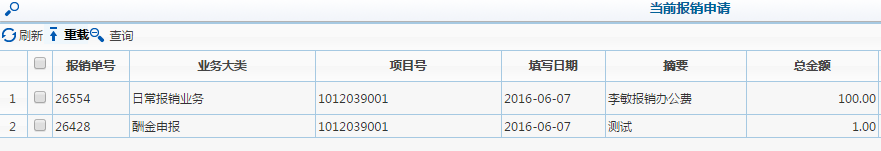 当前报销申请
刷新 重载 查询
报销单号 业务大类 项目号 填写日期 摘要 总金额
1 26554 日常报销业务 1012039001 2016-06-07 李敏报销办公费 100.00
2 26428 酬金申报 1012039001 2016-06-07 测试 1.00